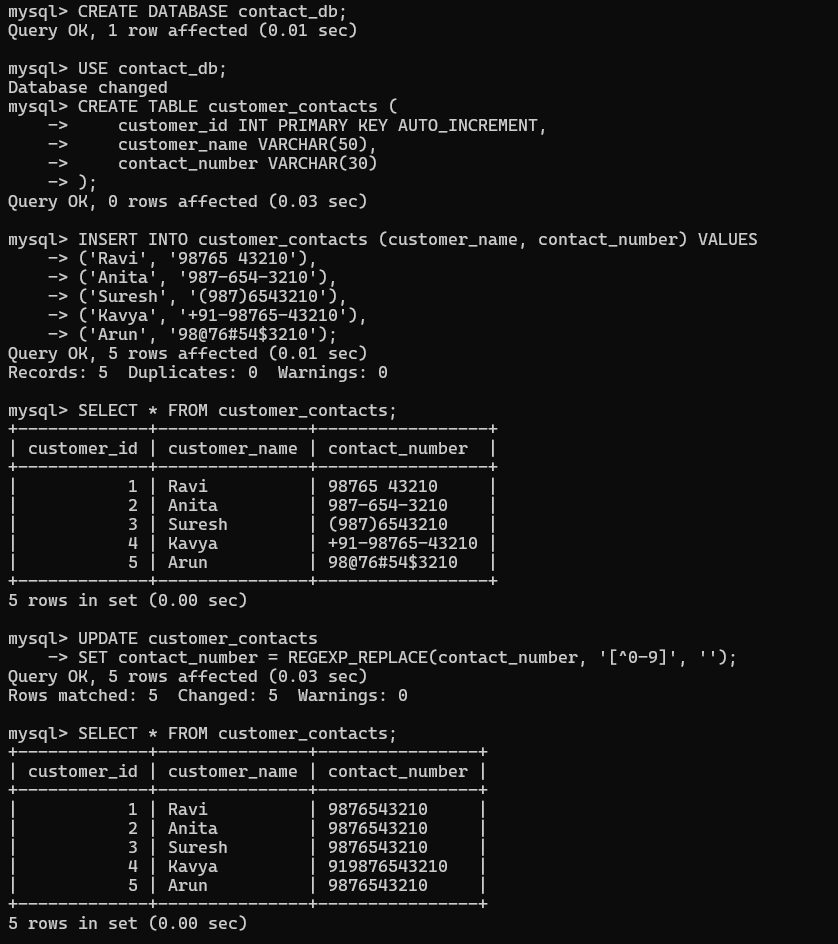 mysql> CREATE DATABASE contact_db;
Query OK, 1 row affected (0.01 sec)

mysql> USE contact_db;
Database changed
mysql> CREATE TABLE customer_contacts (
    ->     customer_id INT PRIMARY KEY AUTO_INCREMENT,
    ->     customer_name VARCHAR(50),
    ->     contact_number VARCHAR(30)
    -> );
Query OK, 0 rows affected (0.03 sec)

mysql> INSERT INTO customer_contacts (customer_name, contact_number) VALUES
    -> ('Ravi', '98765 43210'),
    -> ('Anita', '987-654-3210'),
    -> ('Suresh', '(987)6543210'),
    -> ('Kavya', '+91-98765-43210'),
    -> ('Arun', '98@76#54$3210');
Query OK, 5 rows affected (0.01 sec)
Records: 5  Duplicates: 0  Warnings: 0

mysql> SELECT * FROM customer_contacts;
+-------------+---------------+-----------------+
| customer_id | customer_name | contact_number  |
+-------------+---------------+-----------------+
|           1 | Ravi          | 98765 43210     |
|           2 | Anita         | 987-654-3210    |
|           3 | Suresh        | (987)6543210    |
|           4 | Kavya         | +91-98765-43210 |
|           5 | Arun          | 98@76#54$3210   |
+-------------+---------------+-----------------+
5 rows in set (0.00 sec)

mysql> UPDATE customer_contacts
    -> SET contact_number = REGEXP_REPLACE(contact_number, '[^0-9]', '');
Query OK, 5 rows affected (0.03 sec)
Rows matched: 5  Changed: 5  Warnings: 0

mysql> SELECT * FROM customer_contacts;
+-------------+---------------+----------------+
| customer_id | customer_name | contact_number |
+-------------+---------------+----------------+
|           1 | Ravi          | 9876543210     |
|           2 | Anita         | 9876543210     |
|           3 | Suresh        | 9876543210     |
|           4 | Kavya         | 919876543210   |
|           5 | Arun          | 9876543210     |
+-------------+---------------+----------------+
5 rows in set (0.00 sec)